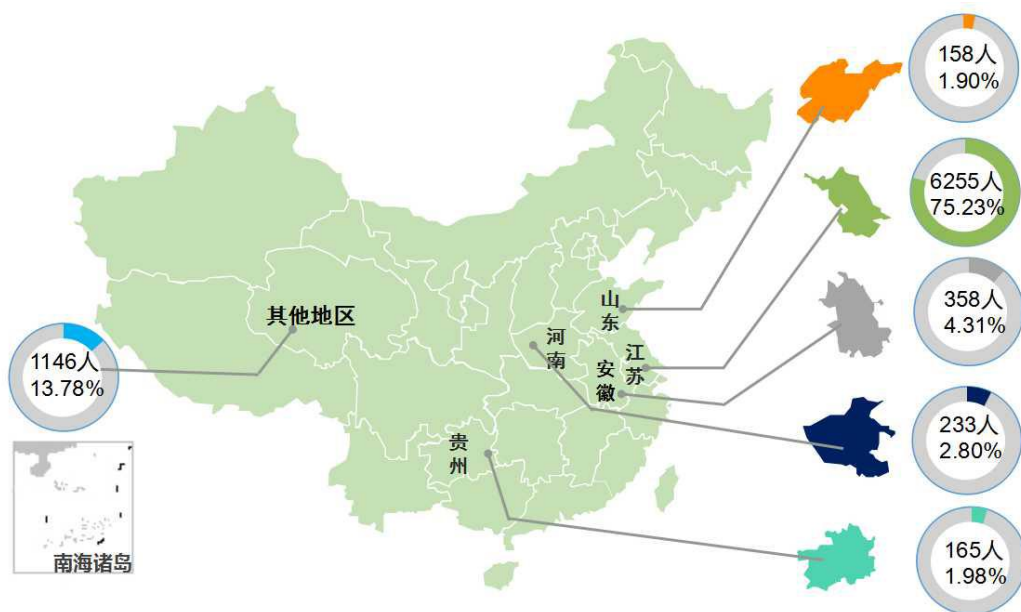 158人
1.90%
6255人
75.23%
358人
4.31%
233人
2.80%
165人
1.98%
1146人
13.78%
其他地区
山
东
河
南
江
苏
安
徽
贵
州
南海诸岛